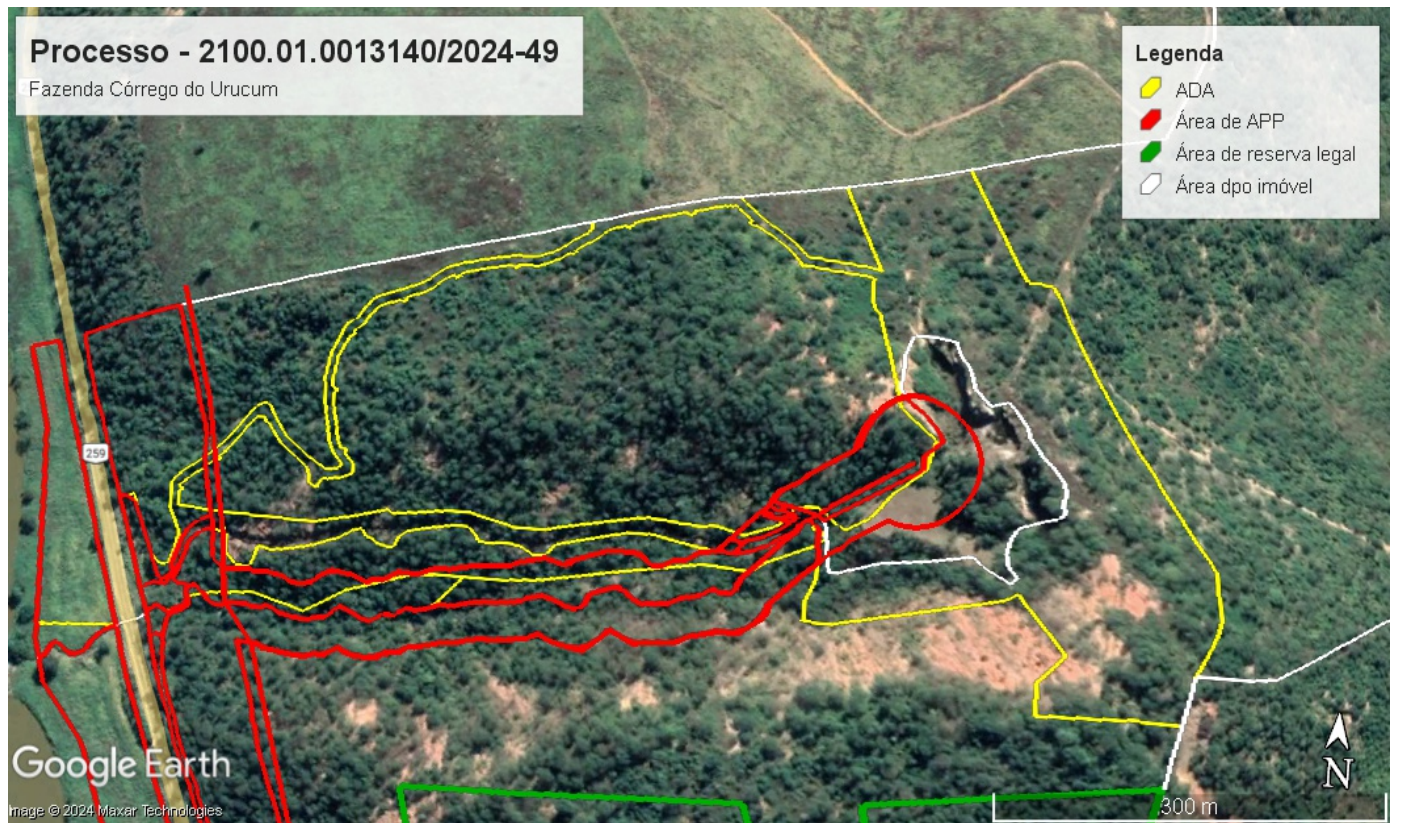 Processo - 2100.01.0013140/2024-49
Fazenda Córrego do Urucum
Legenda
ADA
Área de APP
Área de reserva legal
Área dpo imóvel
259
N
300 m
Google Earth
Image © 2024 Maxar Technologies